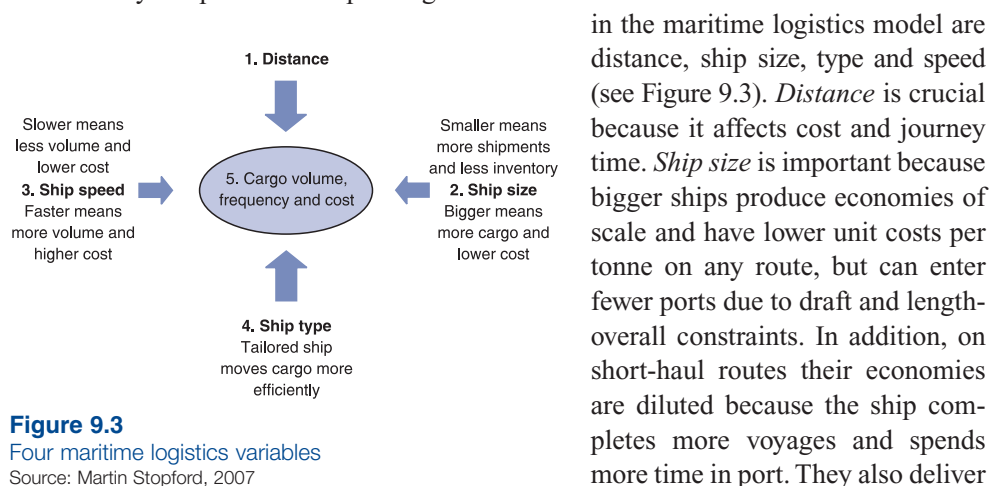 1. Distance
Slower means
less volume and
lower cost
3. Ship speed
Faster means
more volume and
higher cost
5. Cargo volume,
frequency and cost
Smaller means
more shipments
and less inventory
2. Ship size
Bigger means
more cargo and
lower cost
4. Ship type
Tailored ship
moves cargo more
efficiently
Figure 9.3
Four maritime logistics variables
Source: Martin Stopford, 2007
in the maritime logistics model are
distance, ship size, type and speed
(see Figure 9.3). Distance is crucial
because it affects cost and journey
time. Ship size is important because
bigger ships produce economies of
scale and have lower unit costs per
tonne on any route, but can enter
fewer ports due to draft and length-
overall constraints. In addition, on
short-haul routes their economies
are diluted because the ship com-
pletes more voyages and spends
more time in port. They also deliver